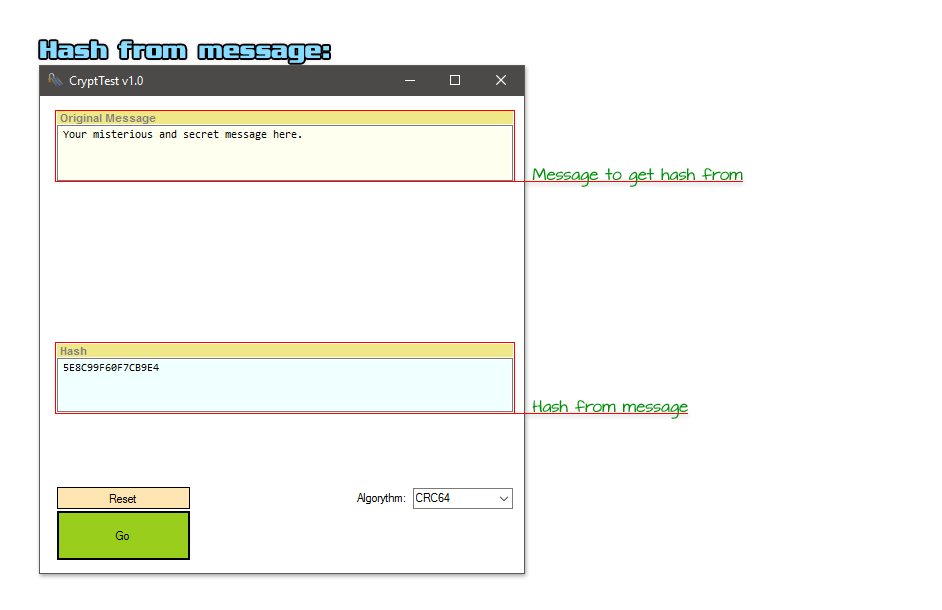 Hash from message:
CryptTest v1.0
Original Message
Your misterious and secret message here.
Message to get hash from
Hash
5E8C99F60F7CB9E4
Hash from message
Reset
Algorythm: CRC64
Go